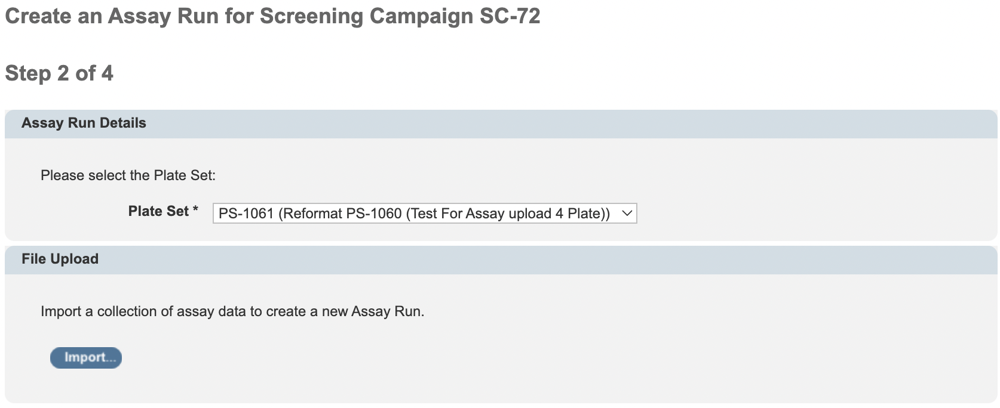 Create an Assay Run for Screening Campaign SC-72
Step 2 of 4
Assay Run Details
Please select the Plate Set:
Plate Set * PS-1061 (Reformat PS-1060 (Test For Assay upload 4 Plate))
File Upload
Import a collection of assay data to create a new Assay Run.
Import...